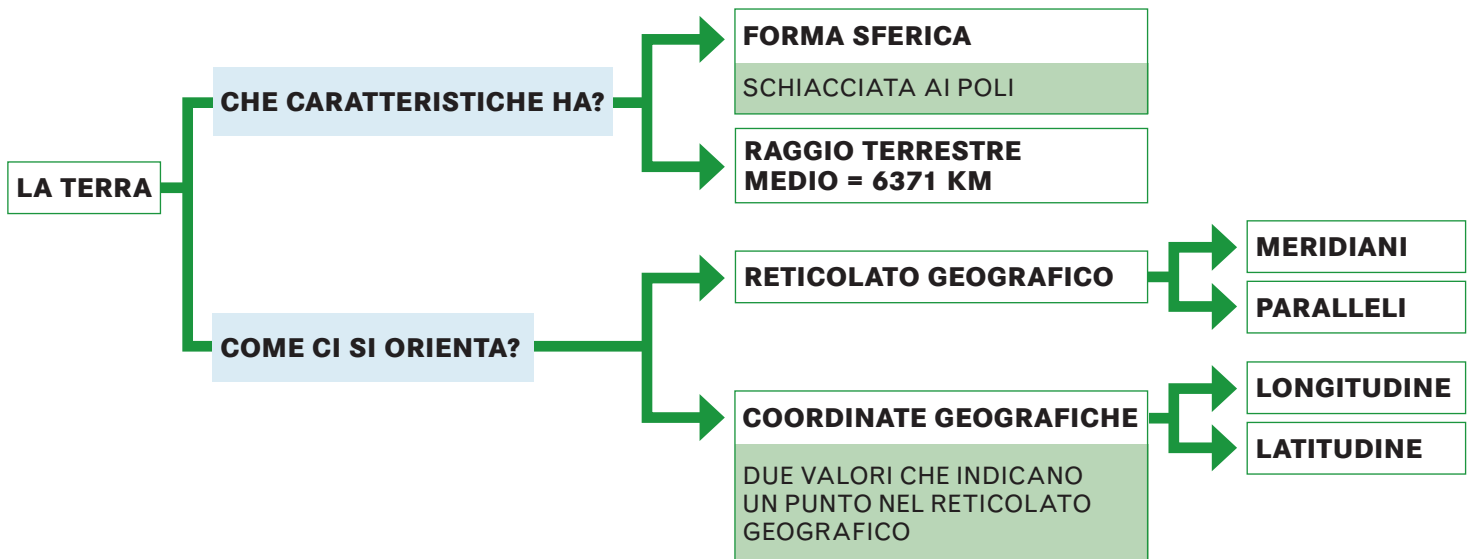 LA TERRA
CHE CARATTERISTICHE HA?
FORMA SFERICA
SCHIACCIATA AI POLI
RAGGIO TERRESTRE
MEDIO = 6371 KM
COME CI SI ORIENTA?
RETICOLATO GEOGRAFICO
MERIDIANI
PARALLELI
COORDINATE GEOGRAFICHE
DUE VALORI CHE INDICANO
UN PUNTO NEL RETICOLATO
GEOGRAFICO
LONGITUDINE
LATITUDINE